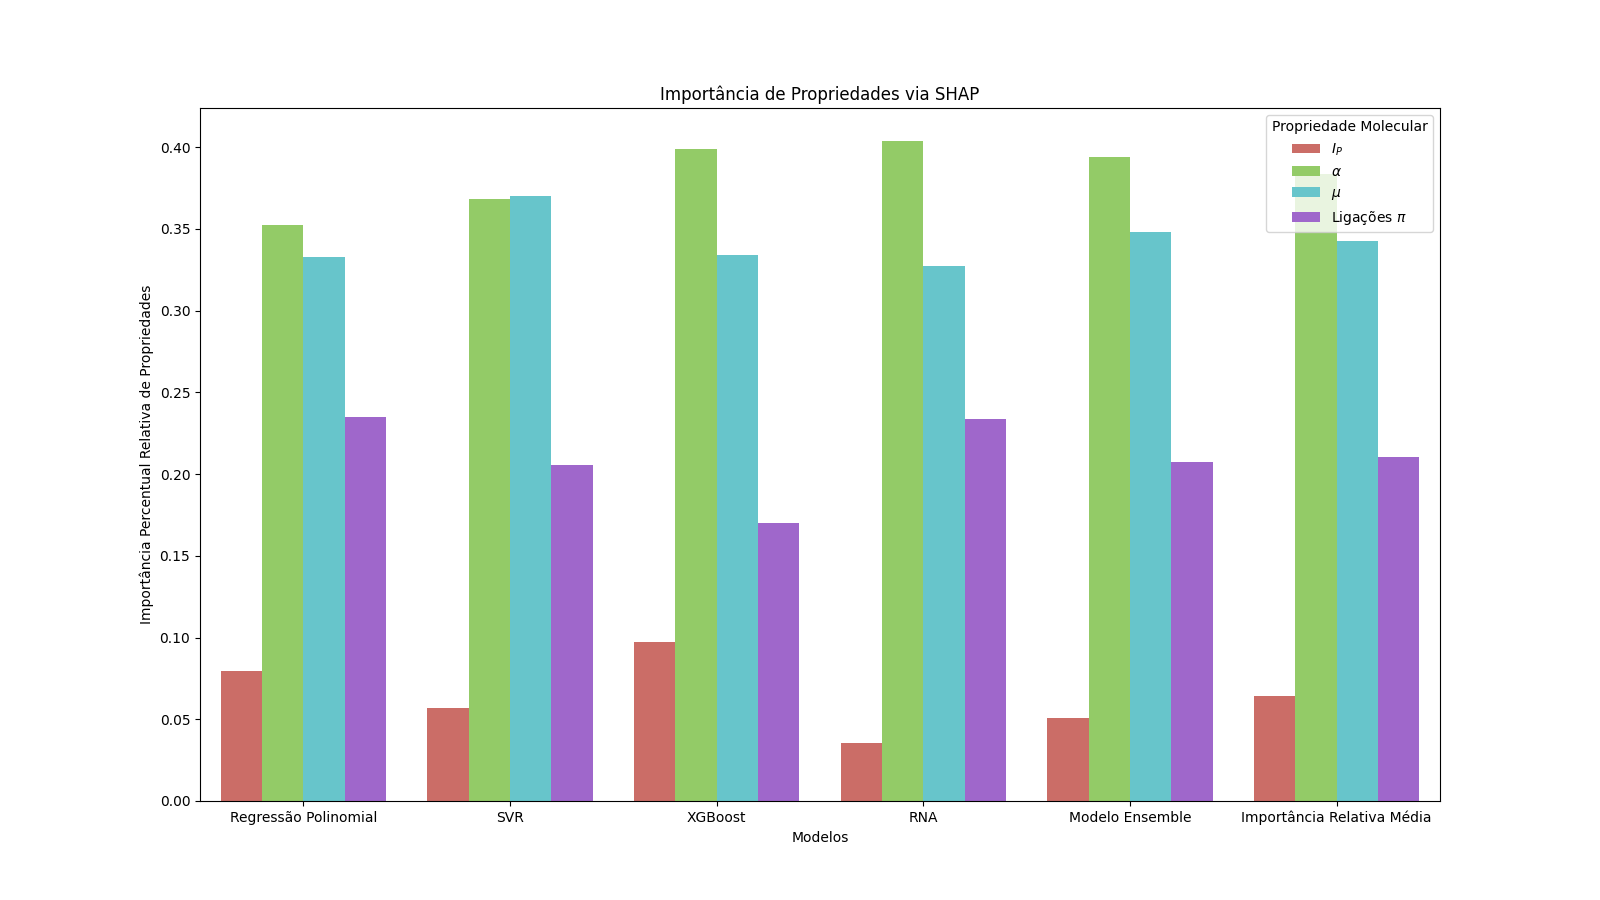 Importância de Propriedades via SHAP
Importância Percentual Relativa de Propriedades
0.40
0.35
0.30
0.25
0.20
0.15
0.10
0.05
0.00
Propriedade Molecular
I_P
α
μ
Ligações π
Regressão Polinomial
SVR
XGBoost
RNA
Modelo Ensemble
Importância Relativa Média
Modelos